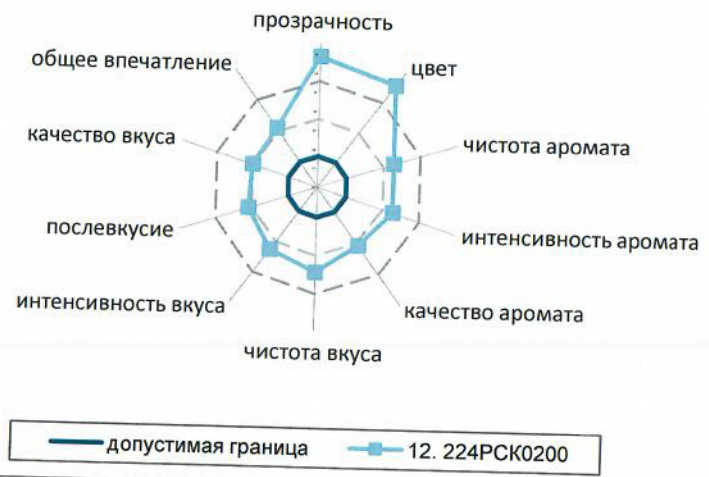 прозрачность
общее впечатление
цвет
качество вкуса
чистота аромата
послевкусие
интенсивность аромата
интенсивность вкуса
качество аромата
чистота вкуса
допустимая граница
12. 224РСК0200